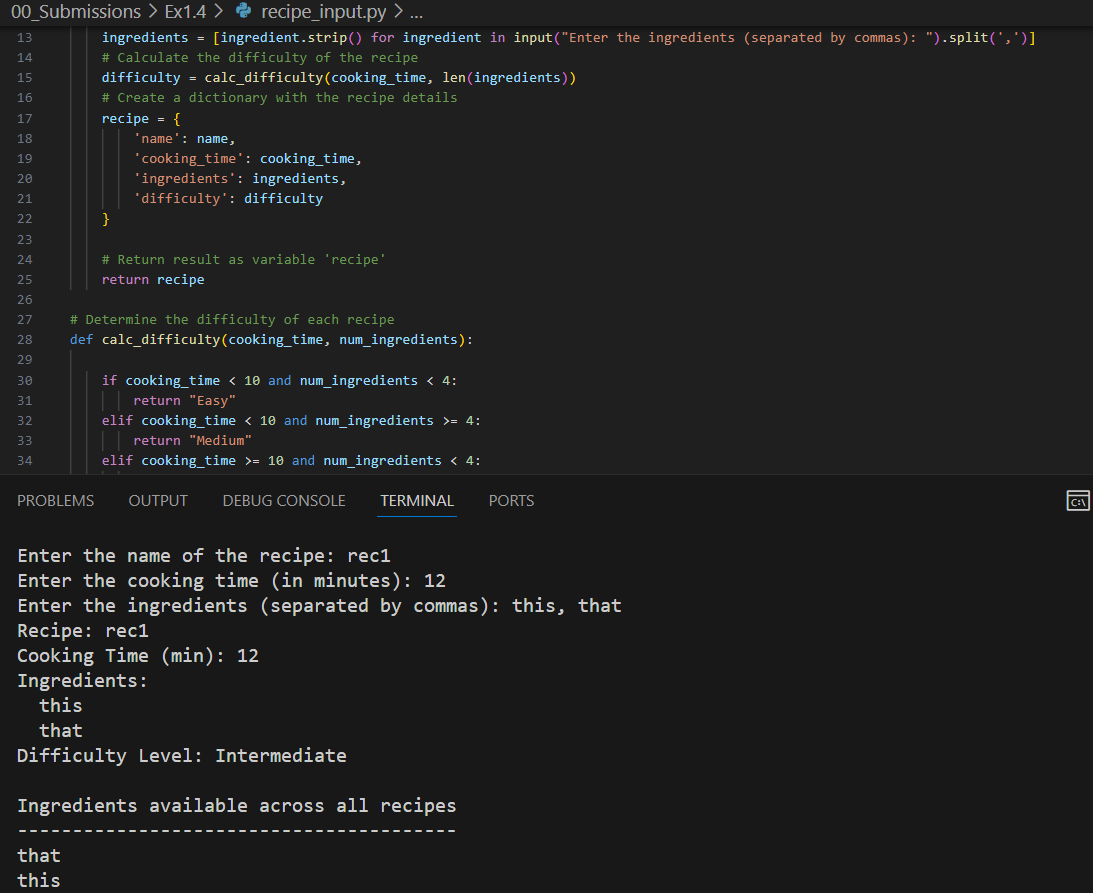 00_Submissions > Ex1.4 > recipe_input.py > ...
13 ingredients = [ingredient.strip() for ingredient in input("Enter the ingredients (separated by commas): ").split(',')]
14 # Calculate the difficulty of the recipe
15 difficulty = calc_difficulty(cooking_time, len(ingredients))
16 # Create a dictionary with the recipe details
17 recipe = {
18 'name': name,
19 'cooking_time': cooking_time,
20 'ingredients': ingredients,
21 'difficulty': difficulty
22 }
23
24 # Return result as variable 'recipe'
25 return recipe
26
27 # Determine the difficulty of each recipe
28 def calc_difficulty(cooking_time, num_ingredients):
29
30 if cooking_time < 10 and num_ingredients < 4:
31 return "Easy"
32 elif cooking_time < 10 and num_ingredients >= 4:
33 return "Medium"
34 elif cooking_time >= 10 and num_ingredients < 4:
PROBLEMS OUTPUT DEBUG CONSOLE TERMINAL PORTS
Enter the name of the recipe: rec1
Enter the cooking time (in minutes): 12
Enter the ingredients (separated by commas): this, that
Recipe: rec1
Cooking Time (min): 12
Ingredients:
this
that
Difficulty Level: Intermediate
Ingredients available across all recipes
----------------------------------------
that
this